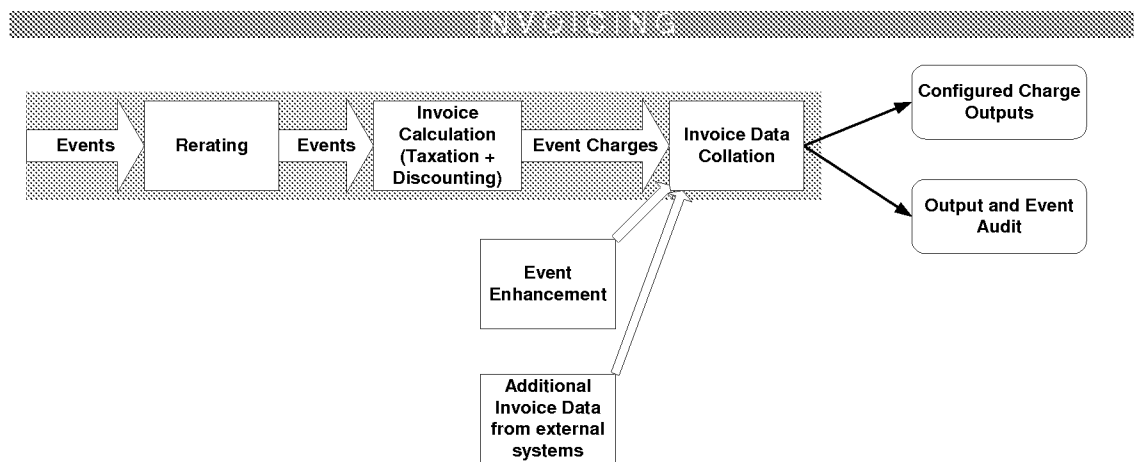 INVOICING
Events
Rerating
Events
Invoice
Calculation
(Taxation +
Discounting)
Event Charges
Invoice Data
Collation
Configured Charge
Outputs
Output and Event
Audit
Event
Enhancement
Additional
Invoice Data
from external
systems